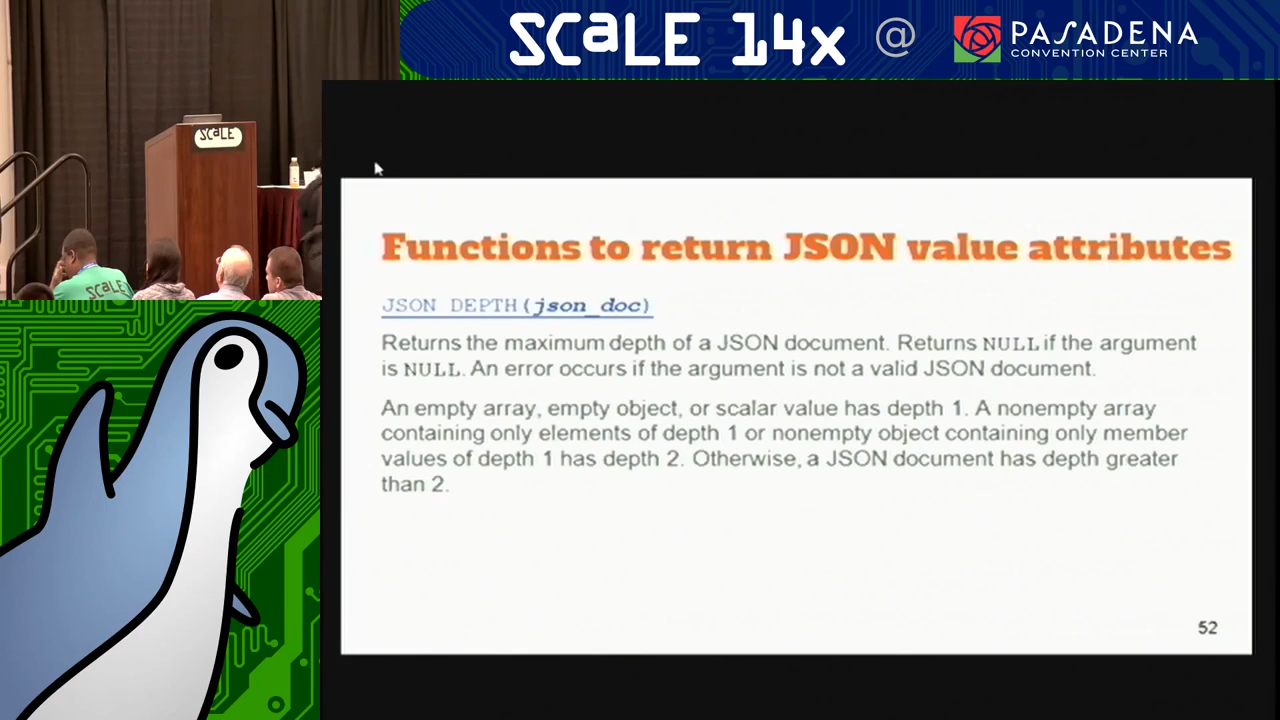 SCaLE 14x @ PASADENA
CONVENTION CENTER
SCALE
SCALE
Functions to return JSON value attributes
JSON_DEPTH(json_doc)
Returns the maximum depth of a JSON document. Returns NULL if the argument
is NULL. An error occurs if the argument is not a valid JSON document.
An empty array, empty object, or scalar value has depth 1. A nonempty array
containing only elements of depth 1 or nonempty object containing only member
values of depth 1 has depth 2. Otherwise, a JSON document has depth greater
than 2.
52